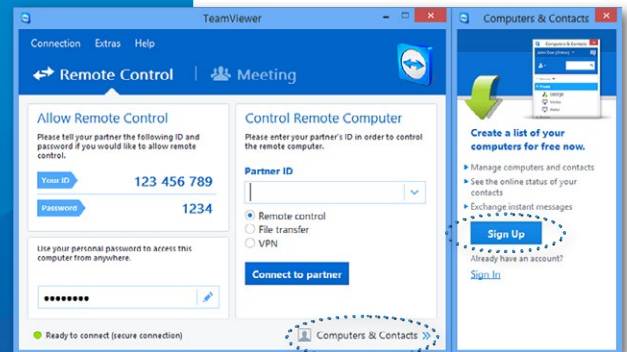 TeamViewer
Connection Extras Help
Remote Control
Meeting
Allow Remote Control
Please tell your partner the following ID and
password if you would like to allow remote
control.
Your ID 123 456 789
Password 1234
Use your personal password to access this
computer from anywhere.
Ready to connect (secure connection)
Control Remote Computer
Please enter your partner's ID in order to control
the remote computer.
Partner ID
Remote control
File transfer
VPN
Connect to partner
Computers & Contacts
Computers & Contacts
Create a list of your
computers for free now.
Manage computers and contacts
See the online status of your
contacts
Exchange instant messages
Sign Up
Already have an account?
Sign In